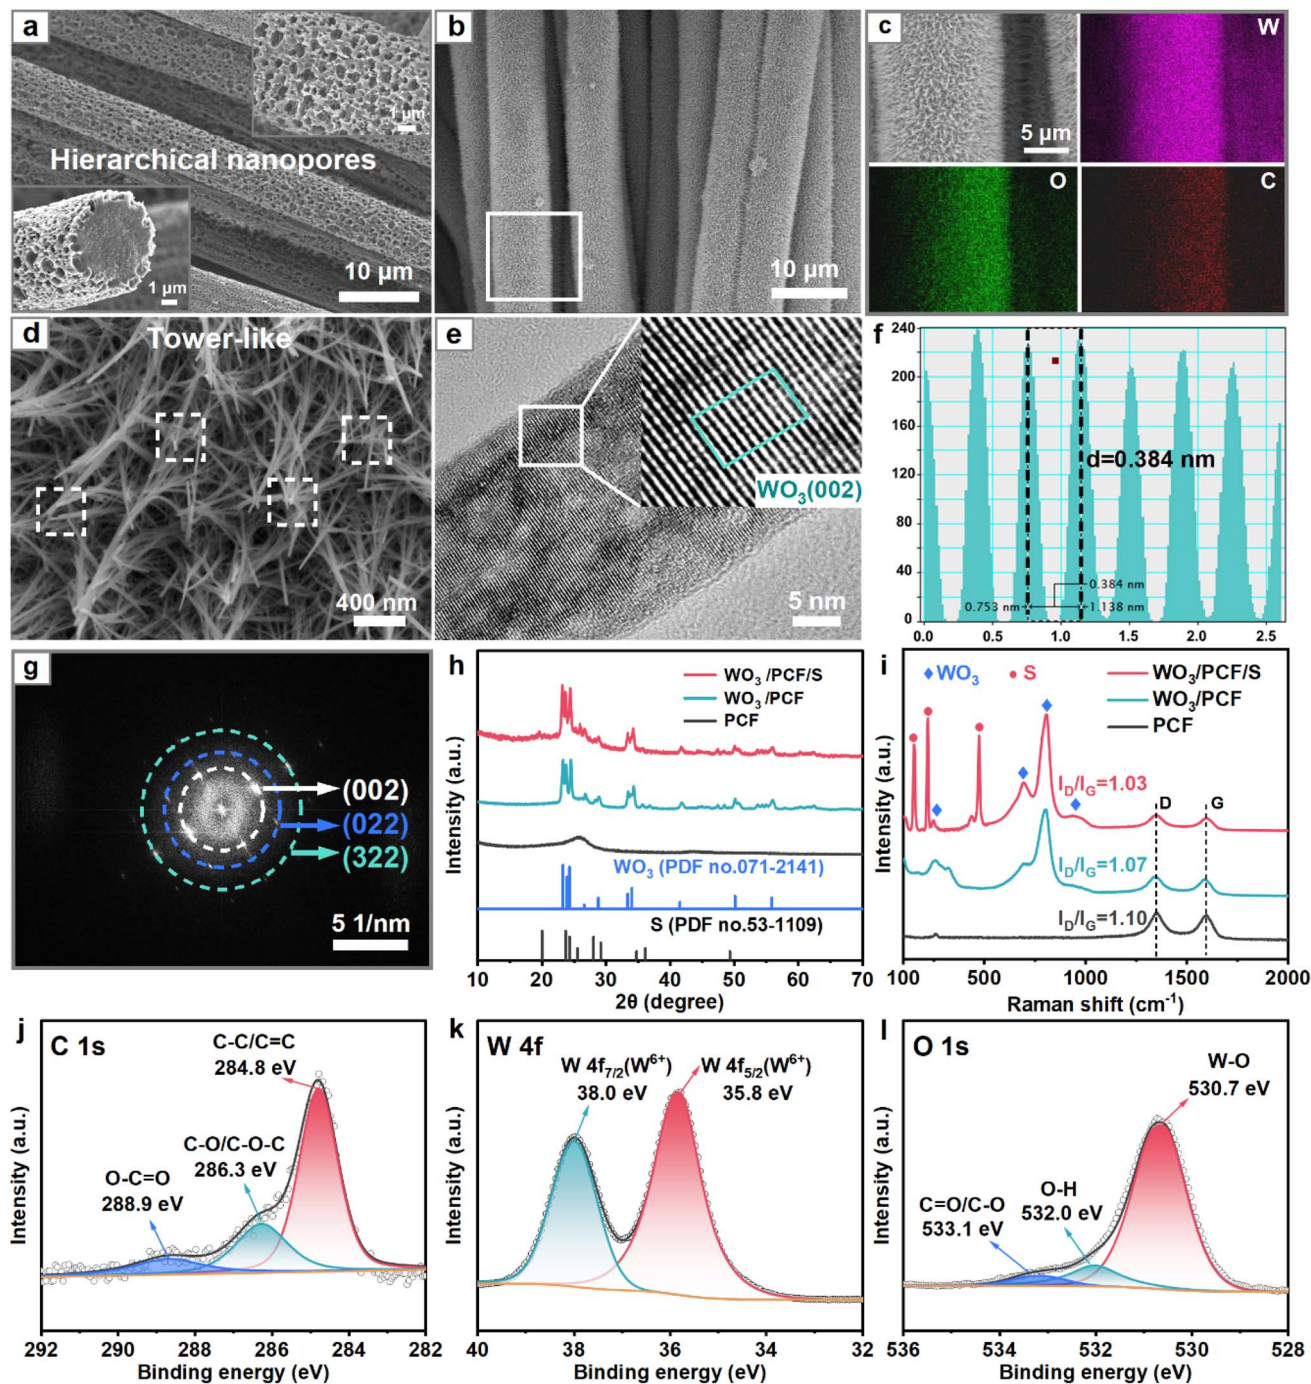 a
1 µm
Hierarchical nanopores
1 µm
10 µm
b
10 µm
c
5 µm
W
O
C
d
Tower-like
400 nm
e
WO₃(002)
5 nm
f
240
200
160
120
80
40
0
d=0.384 nm
0.384 nm
0.753 nm
1.138 nm
0.0 0.5 1.0 1.5 2.0 2.5
g
(002)
(022)
(322)
5 1/nm
h
WO₃ /PCF/S
WO₃ /PCF
PCF
WO₃ (PDF no.071-2141)
S (PDF no.53-1109)
Intensity (a.u.)
10 20 30 40 50 60 70
2θ (degree)
i
WO₃
S
WO₃/PCF/S
WO₃/PCF
PCF
I_D/I_G=1.03
D
G
I_D/I_G=1.07
I_D/I_G=1.10
Intensity (a.u.)
100 500 1000 1500 2000
Raman shift (cm⁻¹)
j
C 1s
C-C/C=C
284.8 eV
C-O/C-O-C
286.3 eV
O-C=O
288.9 eV
Intensity (a.u.)
292 290 288 286 284 282
Binding energy (eV)
k
W 4f
W 4f₇/₂(W⁶⁺)
38.0 eV
W 4f₅/₂(W⁶⁺)
35.8 eV
Intensity (a.u.)
40 38 36 34 32
Binding energy (eV)
l
O 1s
W-O
530.7 eV
O-H
532.0 eV
C=O/C-O
533.1 eV
Intensity (a.u.)
536 534 532 530 528
Binding energy (eV)